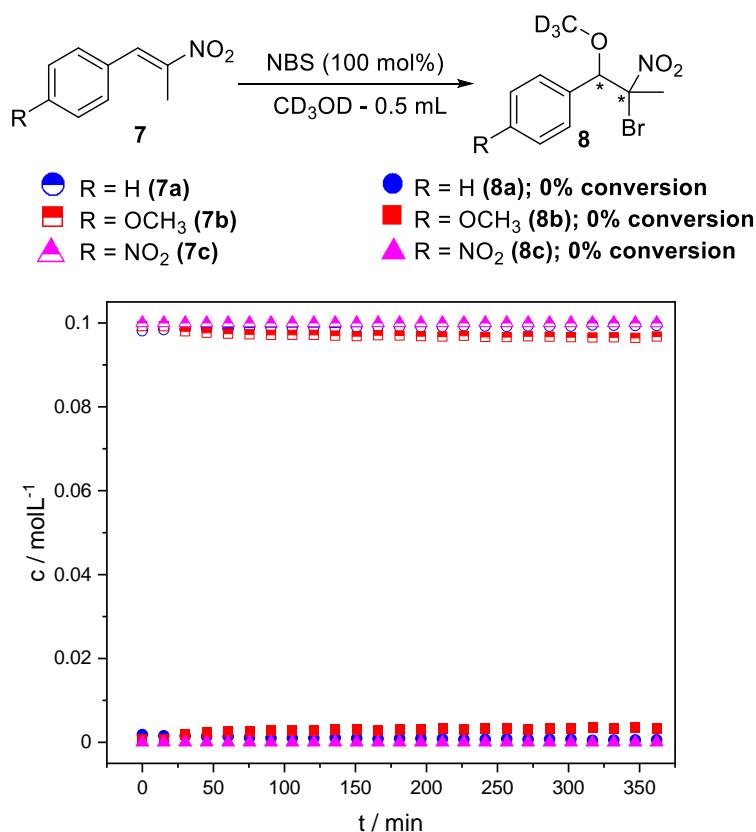 D₃C
O
NO₂
NO₂
NBS (100 mol%)
CD₃OD - 0.5 mL
*
*
R
7
R
8
Br
R = H (7a)
R = H (8a); 0% conversion
R = OCH₃ (7b)
R = OCH₃ (8b); 0% conversion
R = NO₂ (7c)
R = NO₂ (8c); 0% conversion
0.1
0.08
0.06
0.04
0.02
0
c / molL⁻¹
0 50 100 150 200 250 300 350
t / min